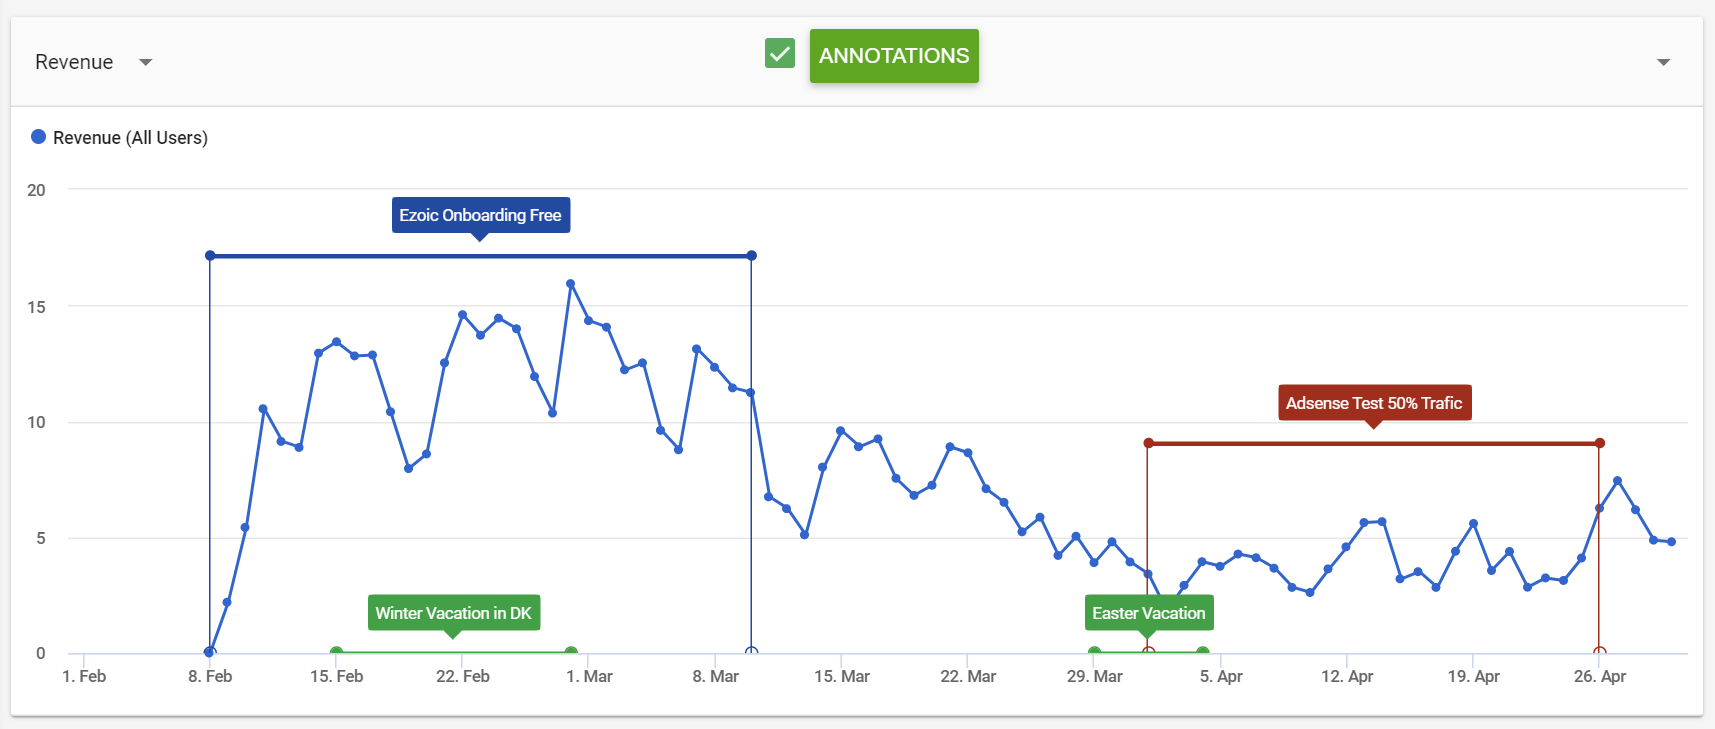 Revenue
ANNOTATIONS
Revenue (All Users)
20
Ezoic Onboarding Free
15
Adsense Test 50% Trafic
10
5
Winter Vacation in DK
Easter Vacation
0
1. Feb
8. Feb
15. Feb
22. Feb
1. Mar
8. Mar
15. Mar
22. Mar
29. Mar
5. Apr
12. Apr
19. Apr
26. Apr